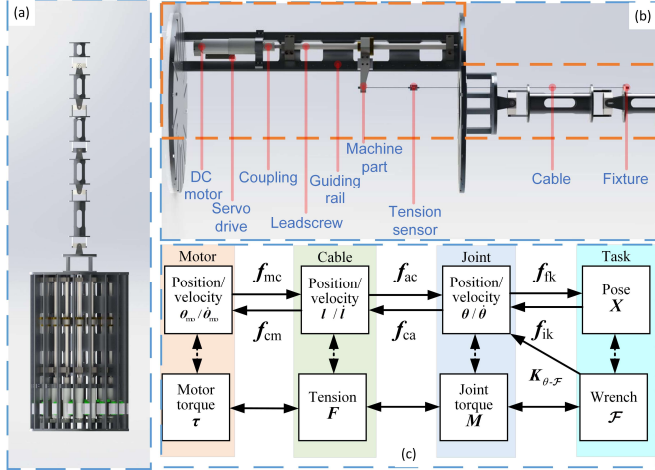 (a)
(b)
DC
motor
Servo
drive
Coupling
Leadscrew
Guiding
rail
Machine
part
Tension
sensor
Cable
Fixture
Motor
Cable
Joint
Task
Position/
velocity
θmo/θ̇mo
fmc
fcm
Position/
velocity
l /l̇
fac
fca
Position/
velocity
θ/θ̇
ffk
fik
Pose
X
Kθ-ℱ
Motor
torque
τ
Tension
F
Joint
torque
M
Wrench
ℱ
(c)